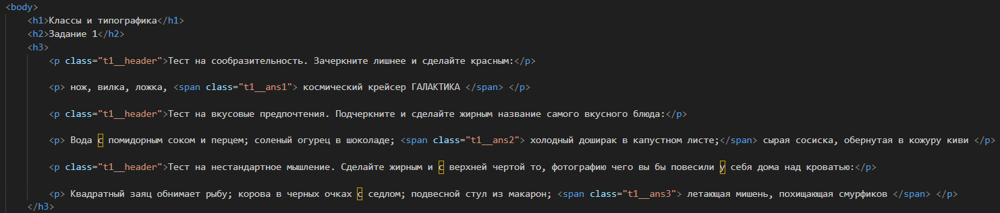 <body>
<h1>Классы и типографика</h1>
<h2>Задание 1</h2>
<h3>
<p class="t1__header">Тест на сообразительность. Зачеркните лишнее и сделайте красным:</p>
<p> нож, вилка, ложка, <span class="t1__ans1"> космический крейсер ГАЛАКТИКА </span> </p>
<p class="t1__header">Тест на вкусовые предпочтения. Подчеркните и сделайте жирным название самого вкусного блюда:</p>
<p> Вода с помидорным соком и перцем; соленый огурец в шоколаде; <span class="t1__ans2"> холодный доширак в капустном листе;</span> сырая сосиска, обернутая в кожуру киви </p>
<p class="t1__header">Тест на нестандартное мышление. Сделайте жирным и с верхней чертой то, фотографию чего вы бы повесили у себя дома над кроватью:</p>
<p> Квадратный заяц обнимает рыбу; корова в черных очках с седлом; подвесной стул из макарон; <span class="t1__ans3"> летающая мишень, похищающая смурфиков </span> </p>
</h3>